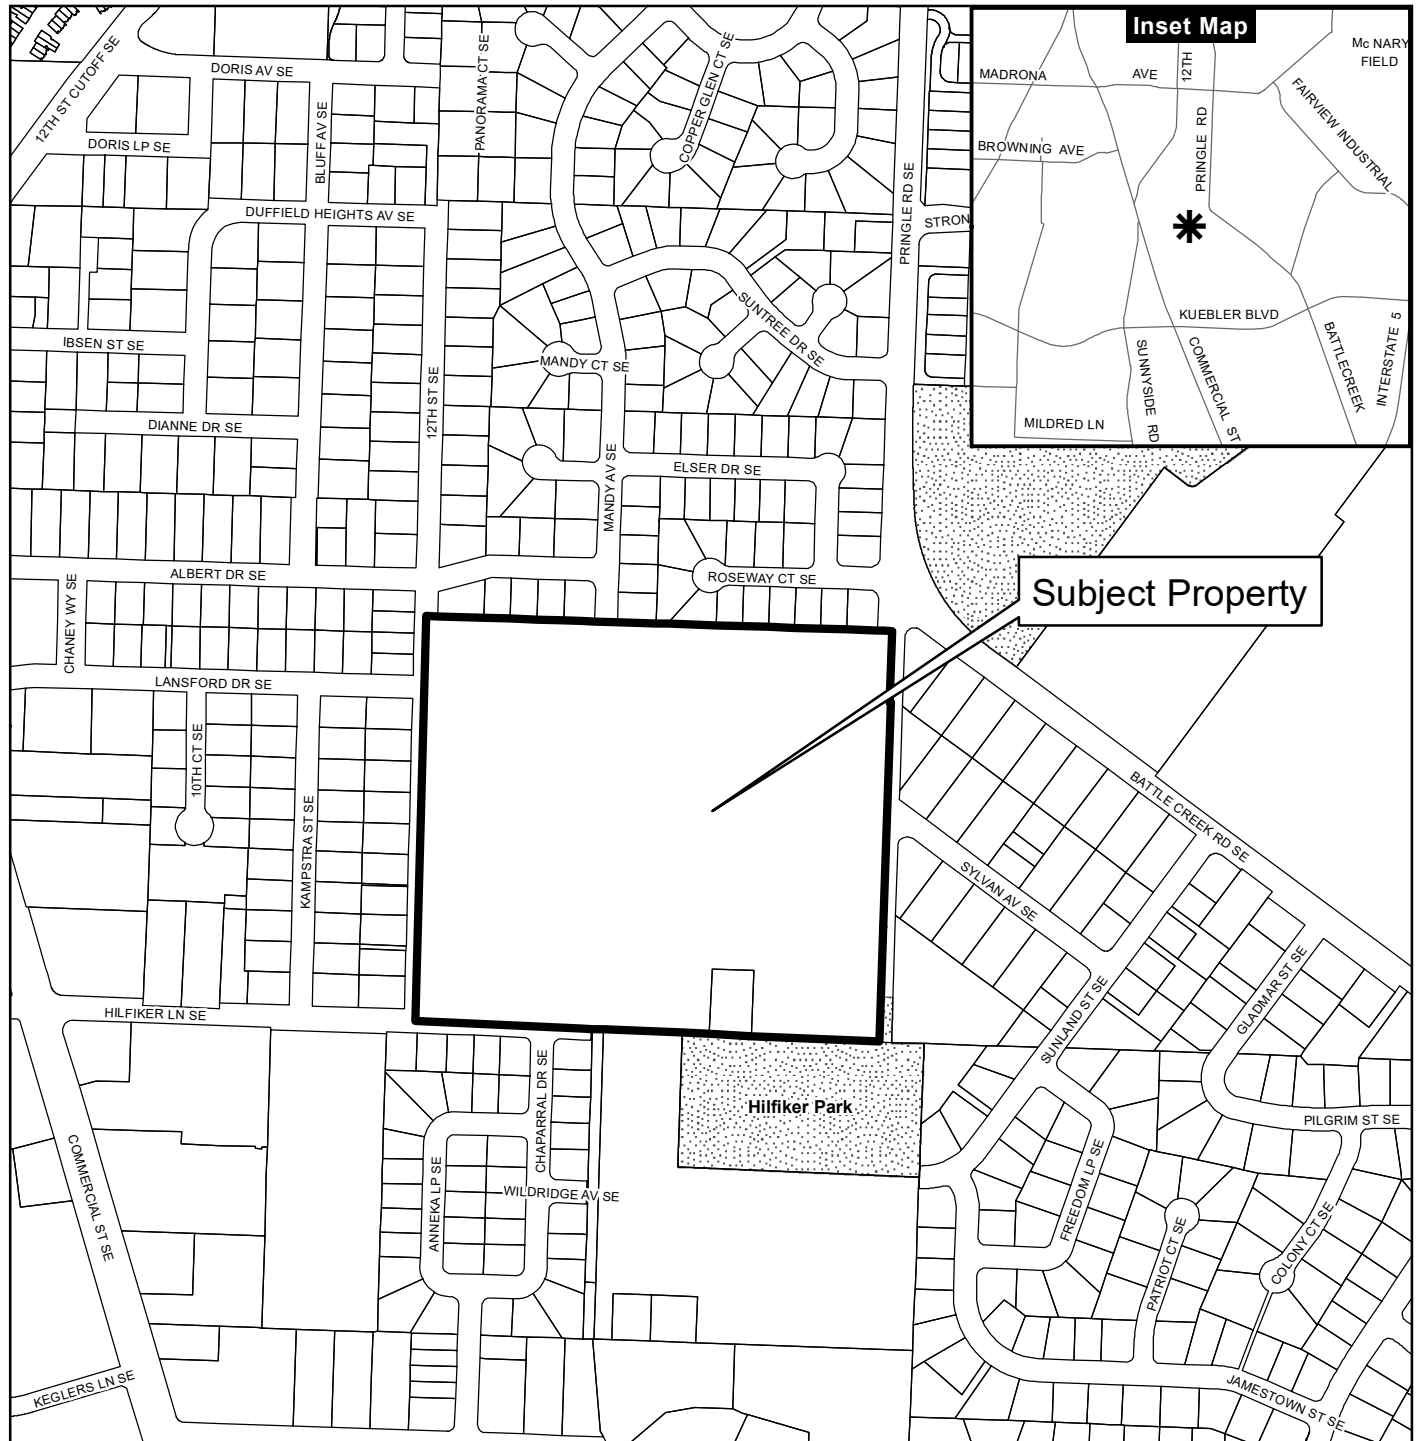 Inset Map
Mc NARY
FIELD
MADRONA
AVE
12TH
PRINGLE RD
FAIRVIEW INDUSTRIAL
BROWNING AVE
KUEBLER BLVD
SUNNYSIDE RD
COMMERCIAL ST
BATTLECREEK
INTERSTATE 5
MILDRED LN
12TH ST CUTOFF SE
DORIS AV SE
PANORAMA CT SE
COPPER GLEN CT SE
DORIS LP SE
BLUFF AV SE
DUFFIELD HEIGHTS AV SE
PRINGLE RD SE
STRON
SUNTREE DR SE
IBSEN ST SE
MANDY CT SE
12TH ST SE
DIANNE DR SE
MANDY AV SE
ELSER DR SE
ALBERT DR SE
ROSEWAY CT SE
Subject Property
CHANEY WY SE
LANSFORD DR SE
10TH CT SE
KAMPSTRA ST SE
BATTLE CREEK RD SE
SYLVAN AV SE
GLADMAR ST SE
SUNLAND ST SE
HILFIKER LN SE
CHAPARRAL DR SE
Hilfiker Park
PILGRIM ST SE
COMMERCIAL ST SE
ANNEKA LP SE
WILDRIDGE AV SE
FREEDOM LP SE
PATRIOT CT SE
COLONY CT SE
KEGLERS LN SE
JAMESTOWN ST SE